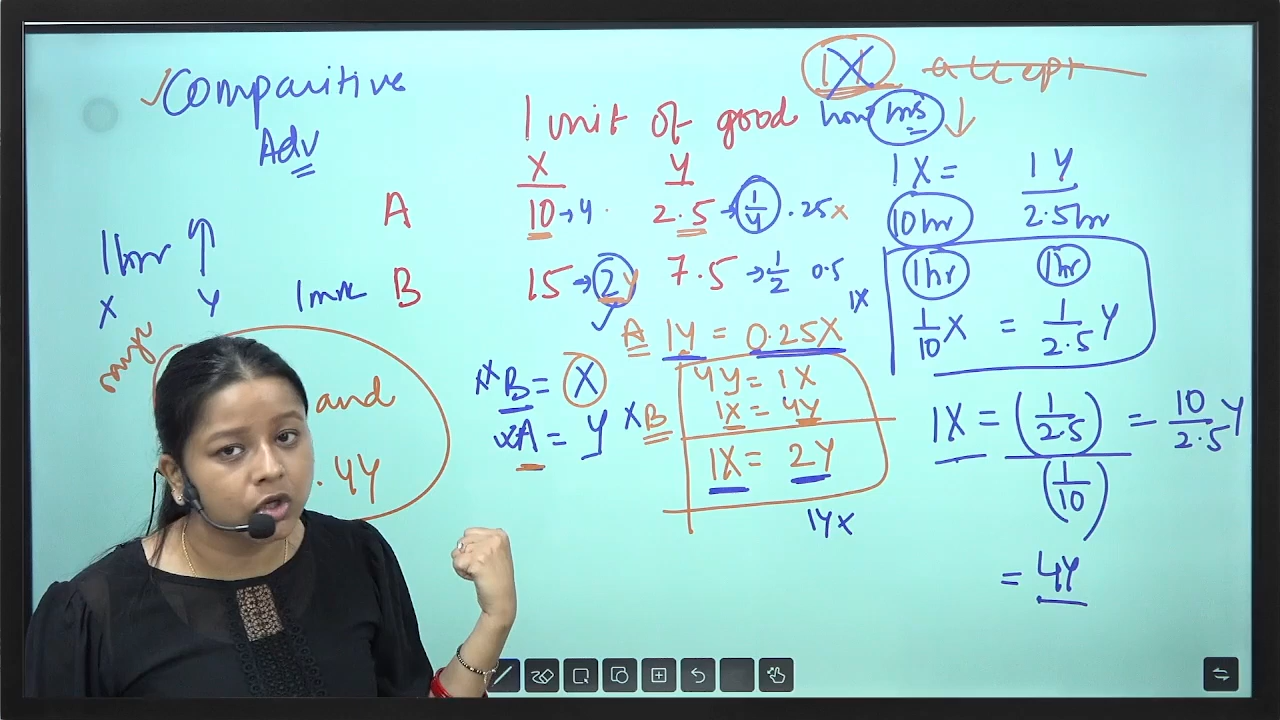 Comparitive
Adv
1X accept
1 unit of good hours
X Y
A 10→4 2.5→1/4 .25x
B 15→2Y 7.5→1/2 0.5
1hr ↑
X Y
1X = 1Y
10hr 2.5hr
1hr 1hr
1/10 X = 1/2.5 Y
1X
A 1Y = 0.25X
4Y = 1X
1X = 4Y
B 1X = 2Y
1YX
B = X
A = Y
and
.4Y
1X = (1/2.5) / (1/10) = 10/2.5 Y
= 4Y